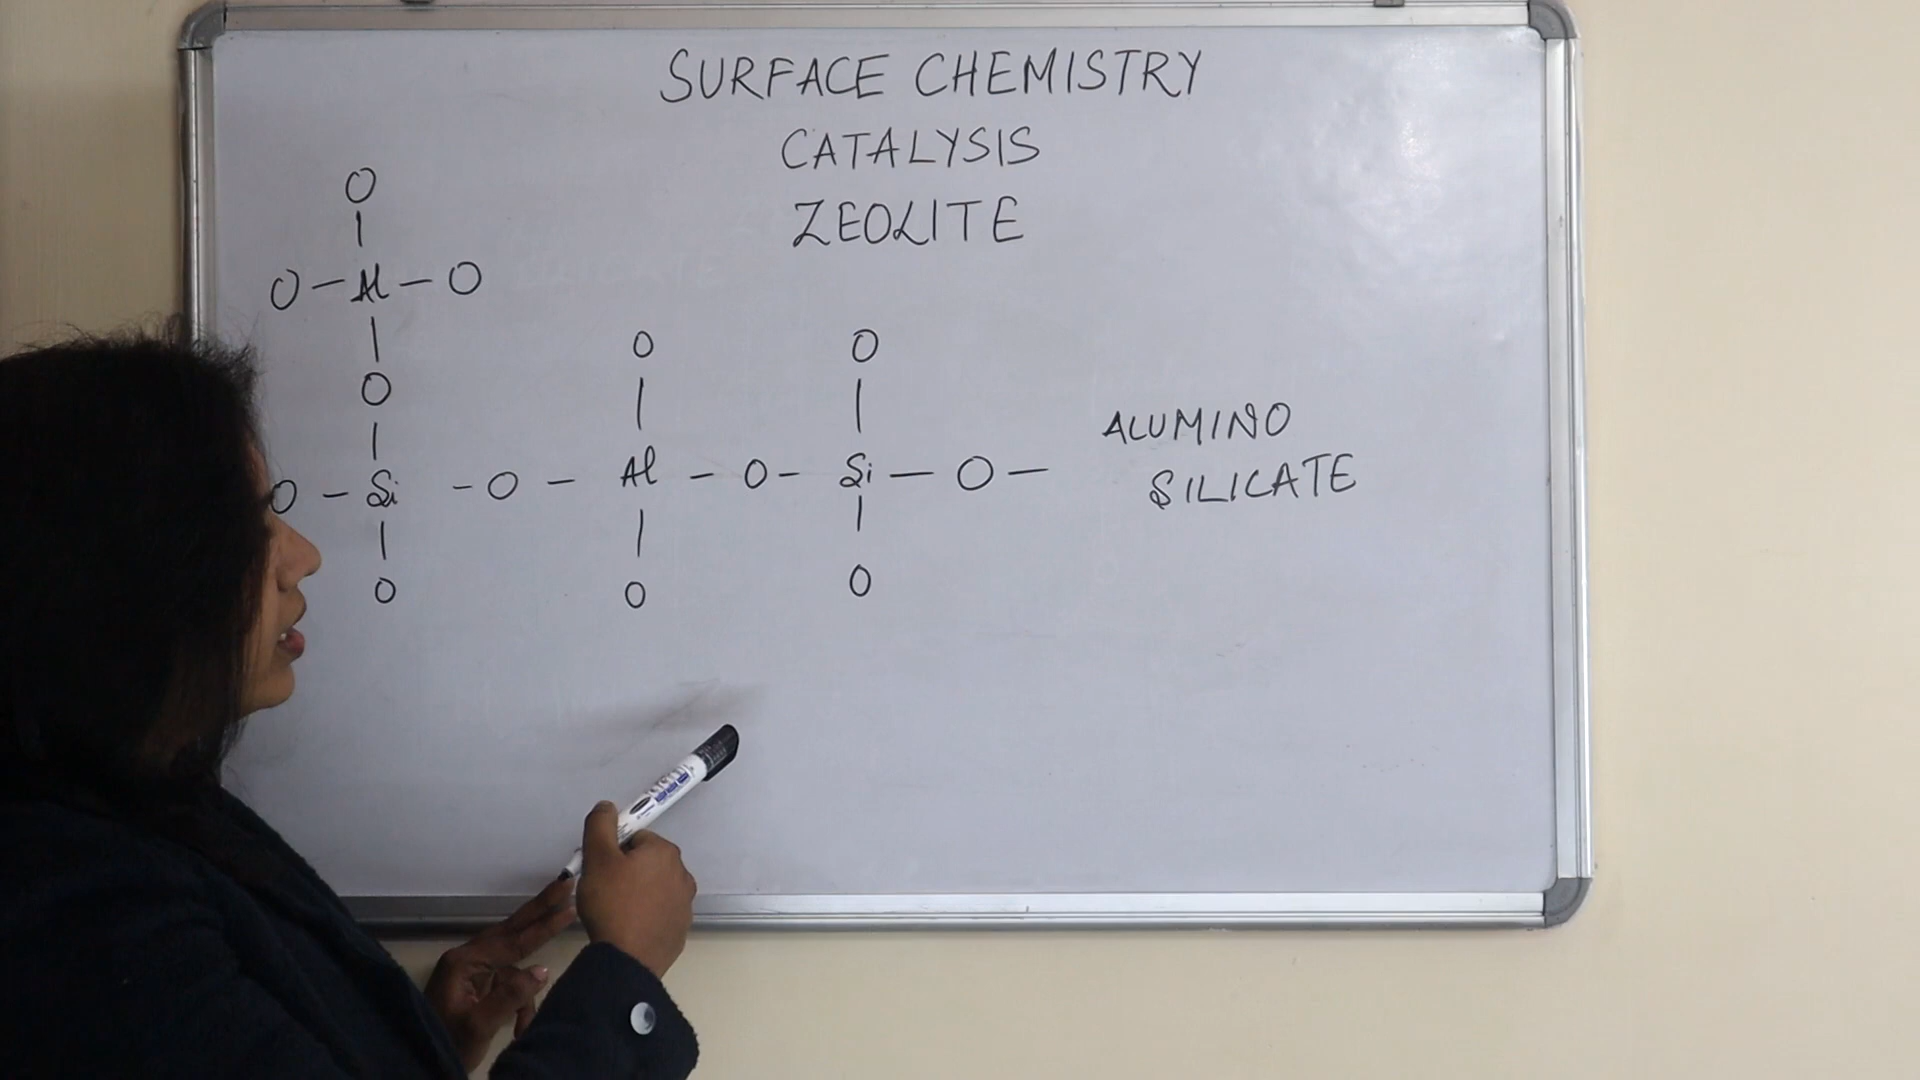 SURFACE CHEMISTRY
CATALYSIS
ZEOLITE
O
|
O – Al – O
|
O O O
| | |
O – Si – O – Al – O – Si – O –
| | |
O O O
ALUMINO
SILICATE